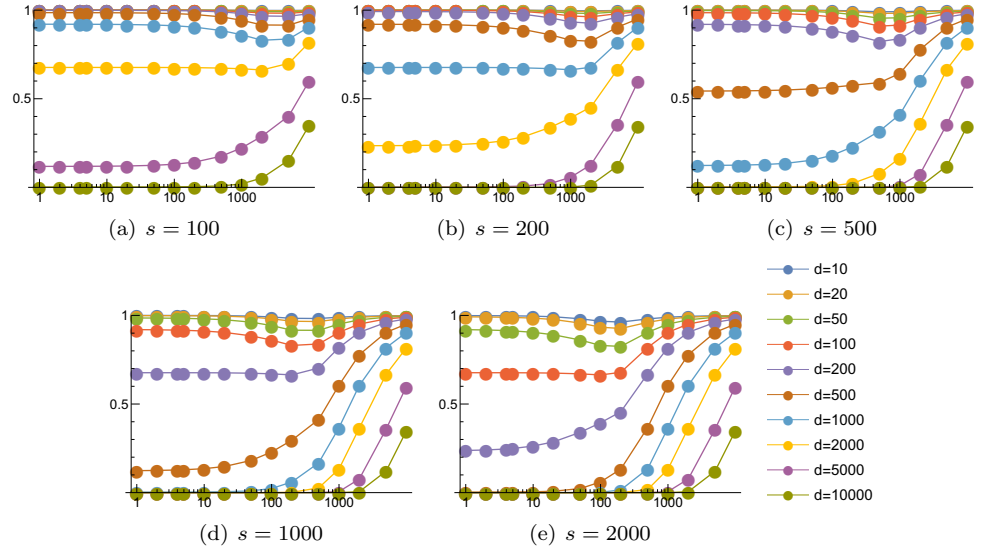 1
0.5
1 10 100 1000
(a) s = 100
1
0.5
1 10 100 1000
(b) s = 200
1
0.5
1 10 100 1000
(c) s = 500
1
0.5
1 10 100 1000
(d) s = 1000
1
0.5
1 10 100 1000
(e) s = 2000
d=10
d=20
d=50
d=100
d=200
d=500
d=1000
d=2000
d=5000
d=10000